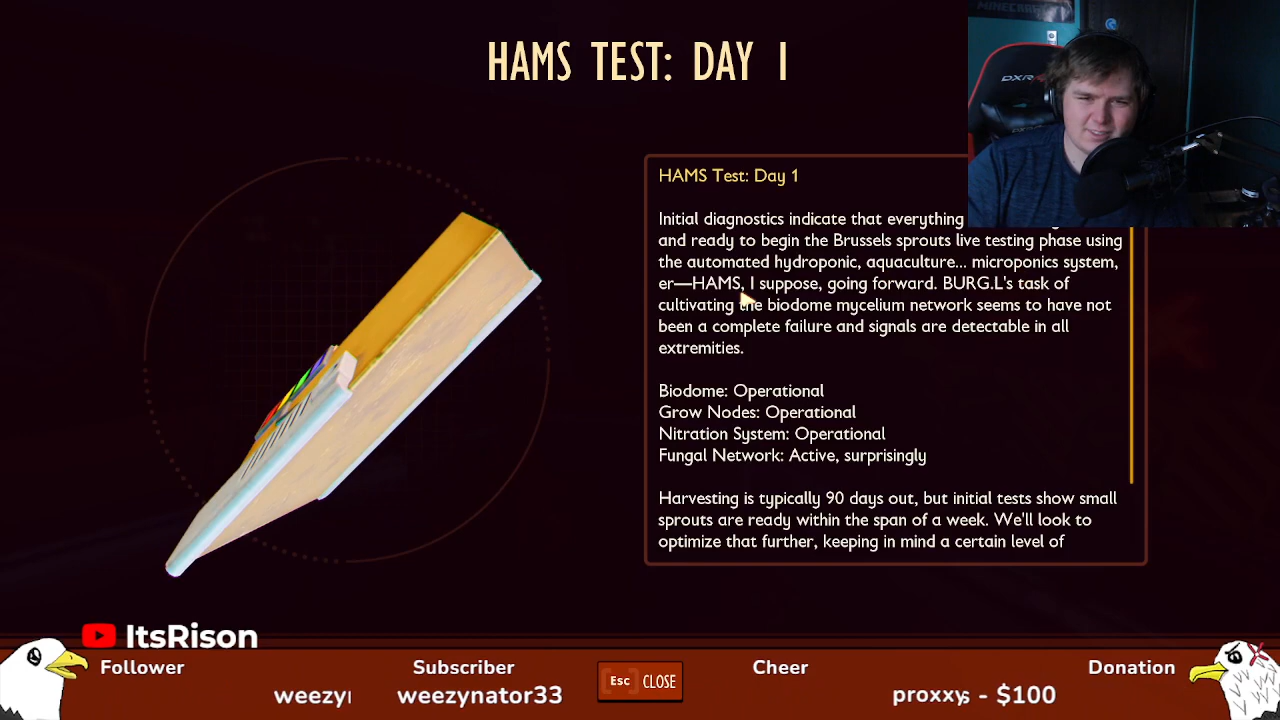 HAMS TEST: DAY 1
MINECRAFT
DXR
HAMS Test: Day 1
Initial diagnostics indicate that everything
and ready to begin the Brussels sprouts live testing phase using
the automated hydroponic, aquaculture... microponics system,
er—HAMS, I suppose, going forward. BURG.L's task of
cultivating the biodome mycelium network seems to have not
been a complete failure and signals are detectable in all
extremities.
Biodome: Operational
Grow Nodes: Operational
Nitration System: Operational
Fungal Network: Active, surprisingly
Harvesting is typically 90 days out, but initial tests show small
sprouts are ready within the span of a week. We'll look to
optimize that further, keeping in mind a certain level of
ItsRison
Follower
Subscriber
Esc CLOSE
Cheer
Donation
weezyn
weezynator33
proxxys - $100